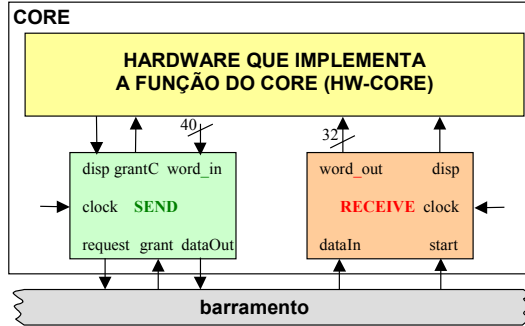 CORE
HARDWARE QUE IMPLEMENTA
A FUNÇÃO DO CORE (HW-CORE)
40
32
disp grantC word_in
word_out disp
clock SEND
RECEIVE clock
request grant dataOut
dataIn start
barramento